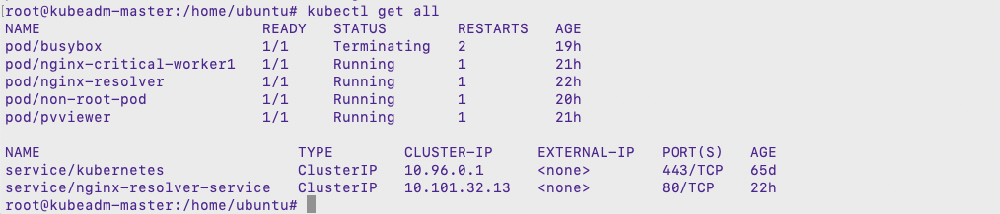 [root@kubeadm-master:/home/ubuntu# kubectl get all
NAME                         READY   STATUS        RESTARTS   AGE
pod/busybox                  1/1     Terminating   2          19h
pod/nginx-critical-worker1   1/1     Running       1          21h
pod/nginx-resolver           1/1     Running       1          22h
pod/non-root-pod             1/1     Running       1          20h
pod/pvviewer                 1/1     Running       1          21h

NAME                             TYPE        CLUSTER-IP     EXTERNAL-IP   PORT(S)   AGE
service/kubernetes               ClusterIP   10.96.0.1      <none>        443/TCP   65d
service/nginx-resolver-service   ClusterIP   10.101.32.13   <none>        80/TCP    22h
root@kubeadm-master:/home/ubuntu#